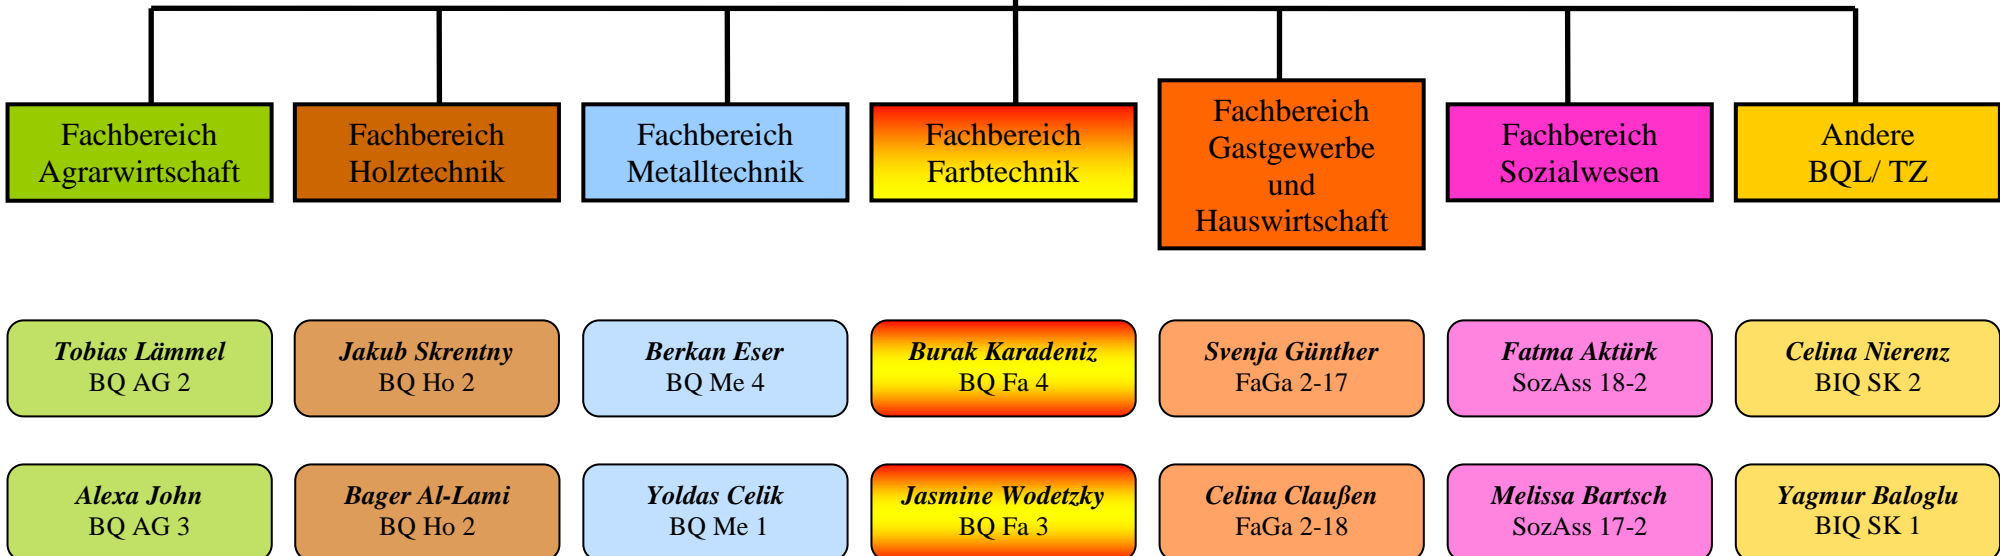 Fachbereich
Agrarwirtschaft
Fachbereich
Holztechnik
Fachbereich
Metalltechnik
Fachbereich
Farbtechnik
Fachbereich
Gastgewerbe
und
Hauswirtschaft
Fachbereich
Sozialwesen
Andere
BQL/ TZ
Tobias Lämmel
BQ AG 2
Jakub Skrentny
BQ Ho 2
Berkan Eser
BQ Me 4
Burak Karadeniz
BQ Fa 4
Svenja Günther
FaGa 2-17
Fatma Aktürk
SozAss 18-2
Celina Nierenz
BIQ SK 2
Alexa John
BQ AG 3
Bager Al-Lami
BQ Ho 2
Yoldas Celik
BQ Me 1
Jasmine Wodetzky
BQ Fa 3
Celina Claußen
FaGa 2-18
Melissa Bartsch
SozAss 17-2
Yagmur Baloglu
BIQ SK 1